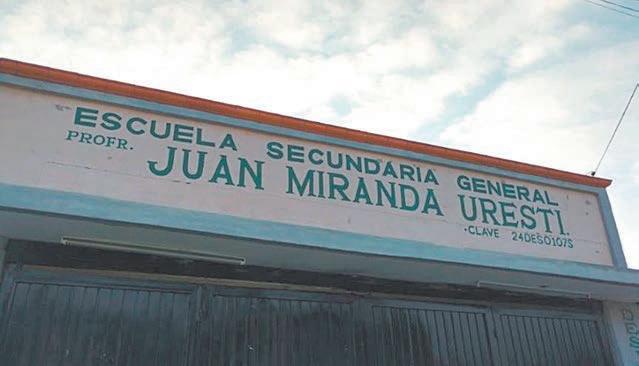 ESCUELA SECUNDARIA GENERAL
PROFR. JUAN MIRANDA URESTI.
·CLAVE 24DES0107S